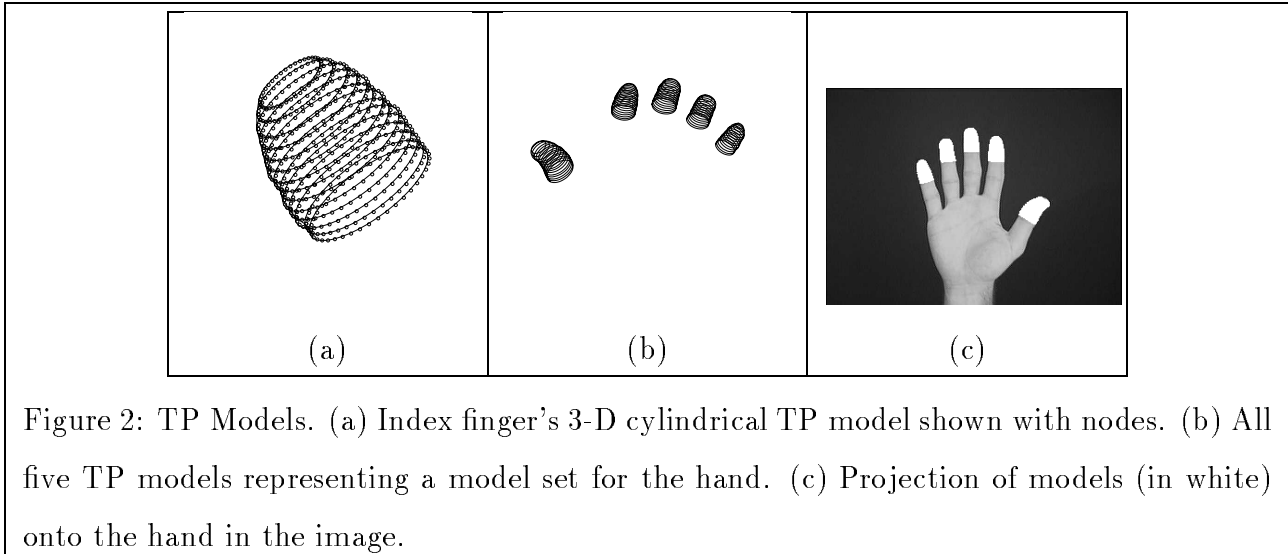 (a) (b) (c)
Figure 2: TP Models. (a) Index finger's 3-D cylindrical TP model shown with nodes. (b) All
five TP models representing a model set for the hand. (c) Projection of models (in white)
onto the hand in the image.